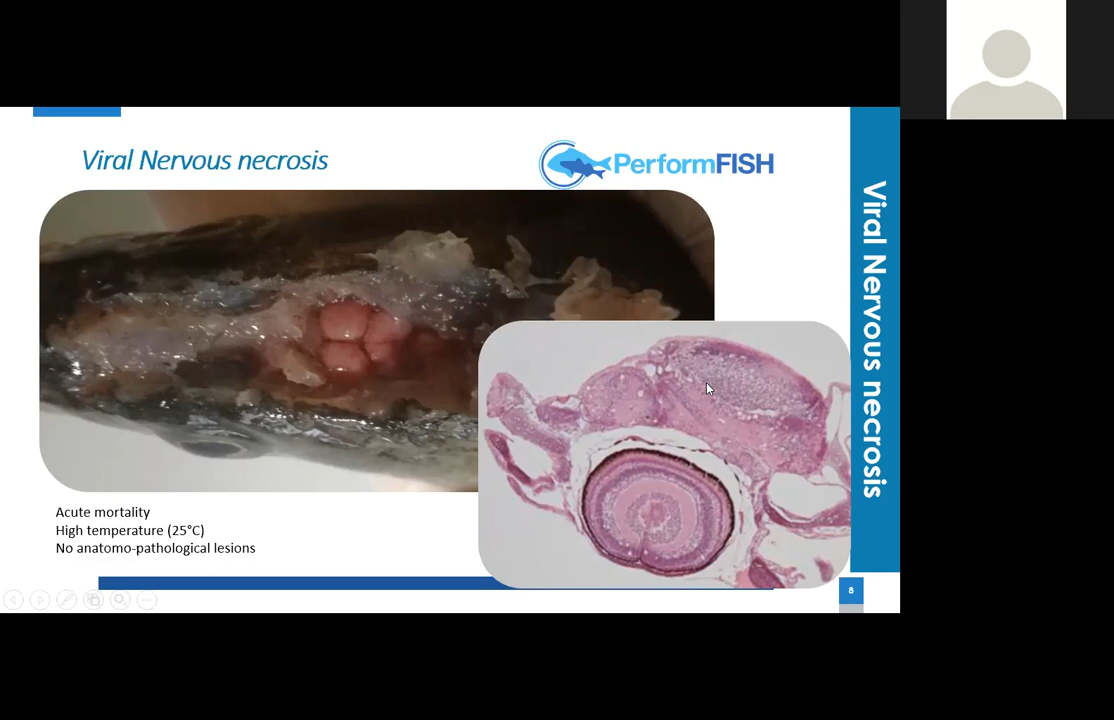 Viral Nervous necrosis
PerformFISH
Viral Nervous necrosis
Acute mortality
High temperature (25°C)
No anatomo-pathological lesions
8